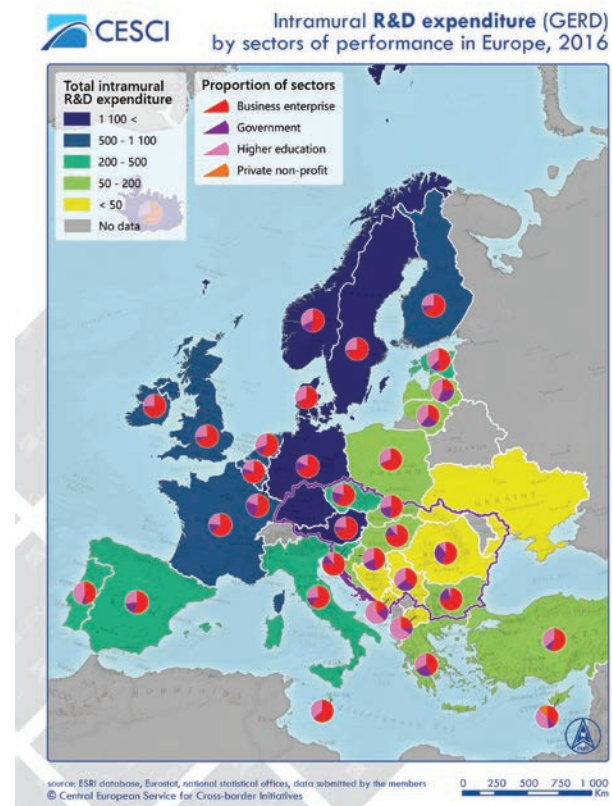 CESCI
Intramural R&D expenditure (GERD)
by sectors of performance in Europe, 2016
Total intramural
R&D expenditure
1 100 <
500 - 1 100
200 - 500
50 - 200
< 50
No data
Proportion of sectors
Business enterprise
Government
Higher education
Private non-profit
BELARUS
POLAND
UKRAINE
source: ESRI database, Eurostat, national statistical offices, data submitted by the members
© Central European Service for Cross-border Initiatives
0 250 500 750 1 000
Km